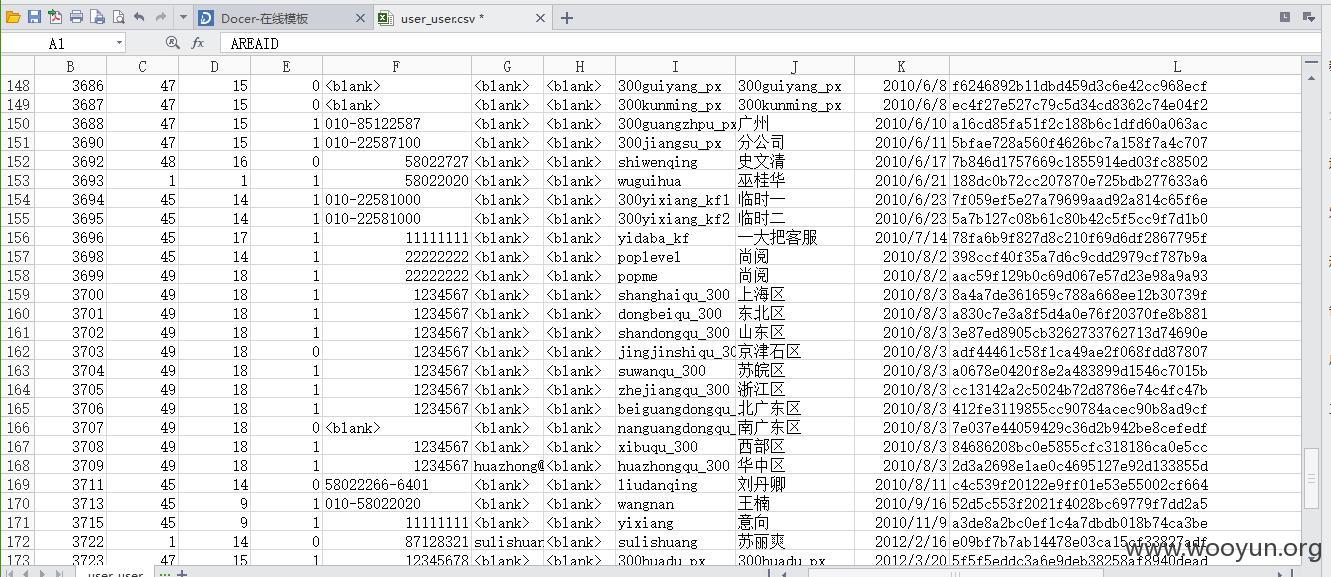 Docer-在线模板 user_user.csv *
A1 fx AREAID
B C D E F G H I J K L
148 3686 47 15 0 <blank> <blank> <blank> 300guiyang_px 300guiyang_px 2010/6/8 f6246892b11dbd459d3c6e42cc968ecf
149 3687 47 15 0 <blank> <blank> <blank> 300kunming_px 300kunming_px 2010/6/8 ec4f27e527c79c5d34cd8362c74e04f2
150 3688 47 15 1 010-85122587 <blank> <blank> 300guangzhpu_px 广州 2010/6/10 a16cd85fa51f2c188b6c1dfd60a063ac
151 3690 47 15 1 010-22587100 <blank> <blank> 300jiangsu_px 分公司 2010/6/11 5bfae728a560f4626bc7a158f7a4c707
152 3692 48 16 0 58022727 <blank> <blank> shiwenqing 史文清 2010/6/17 7b846d1757669c1855914ed03fc88502
153 3693 1 1 1 58022020 <blank> <blank> wuguihua 巫桂华 2010/6/21 188dc0b72cc207870e725bdb277633a6
154 3694 45 14 1 010-22581000 <blank> <blank> 300yixiang_kf1 临时一 2010/6/23 7f059ef5e27a79699aad92a814c65f6e
155 3695 45 14 1 010-22581000 <blank> <blank> 300yixiang_kf2 临时二 2010/6/23 5a7b127c08b61c80b42c5f5cc9f7d1b0
156 3696 45 17 1 11111111 <blank> <blank> yidaba_kf 一大把客服 2010/7/14 78fa6b9f827d8c210f69d6df2867795f
157 3698 45 14 1 22222222 <blank> <blank> poplevel 尚阅 2010/8/2 398ccf40f35a7d6c9cdd2979cf787b9a
158 3699 49 18 1 22222222 <blank> <blank> popme 尚阅 2010/8/2 aac59f129b0c69d067e57d23e98a9a93
159 3700 49 18 1 1234567 <blank> <blank> shanghaiqu_300 上海区 2010/8/3 8a4a7de361659c788a668ee12b30739f
160 3701 49 18 1 1234567 <blank> <blank> dongbeiqu_300 东北区 2010/8/3 a830c7e3a8f5d4a0e76f20370fe8b881
161 3702 49 18 1 1234567 <blank> <blank> shandongqu_300 山东区 2010/8/3 3e87ed8905cb3262733762713d74690e
162 3703 49 18 0 1234567 <blank> <blank> jingjinshiqu_30 京津石区 2010/8/3 adf44461c58f1ca49ae2f068fdd87807
163 3704 49 18 1 1234567 <blank> <blank> suwanqu_300 苏皖区 2010/8/3 a0678e0420f8e2a483899d1546c7015b
164 3705 49 18 1 1234567 <blank> <blank> zhejiangqu_300 浙江区 2010/8/3 cc13142a2c5024b72d8786e74c4fc47b
165 3706 49 18 1 1234567 <blank> <blank> beiguangdongqu_ 北广东区 2010/8/3 412fe3119855cc90784acec90b8ad9cf
166 3707 49 18 0 <blank> <blank> <blank> nanguangdongqu_ 南广东区 2010/8/3 7e037e44059429c36d2b942be8cefedf
167 3708 49 18 1 1234567 <blank> <blank> xibuqu_300 西部区 2010/8/3 84686208bc0e5855cfc318186ca0e5cc
168 3709 49 18 1 1234567 huazhong@ <blank> huazhongqu_300 华中区 2010/8/3 2d3a2698e1ae0c4695127e92d133855d
169 3711 45 14 0 58022266-6401 <blank> <blank> liudanqing 刘丹卿 2010/8/11 c4c539f20122e9ff01e53e55002cf664
170 3713 45 9 1 010-58022020 <blank> <blank> wangnan 王楠 2010/9/16 52d5c553f2021f4028bc69779f7dd2a5
171 3715 45 9 1 11111111 <blank> <blank> yixiang 意向 2010/11/9 a3de8a2bc0ef1c4a7dbdb018b74ca3be
172 3722 1 14 0 87128321 sulishuan <blank> sulishuang 苏丽爽 2012/2/16 e09bf7b7ab14478e03ca15cf33827adf
173 3723 47 15 1 12345678 <blank> <blank> 300huadu_px 300huadu_px 2012/3/20 5f5f5eddc3a6e9deb38258af8940dead
user_user
www.wooyun.org